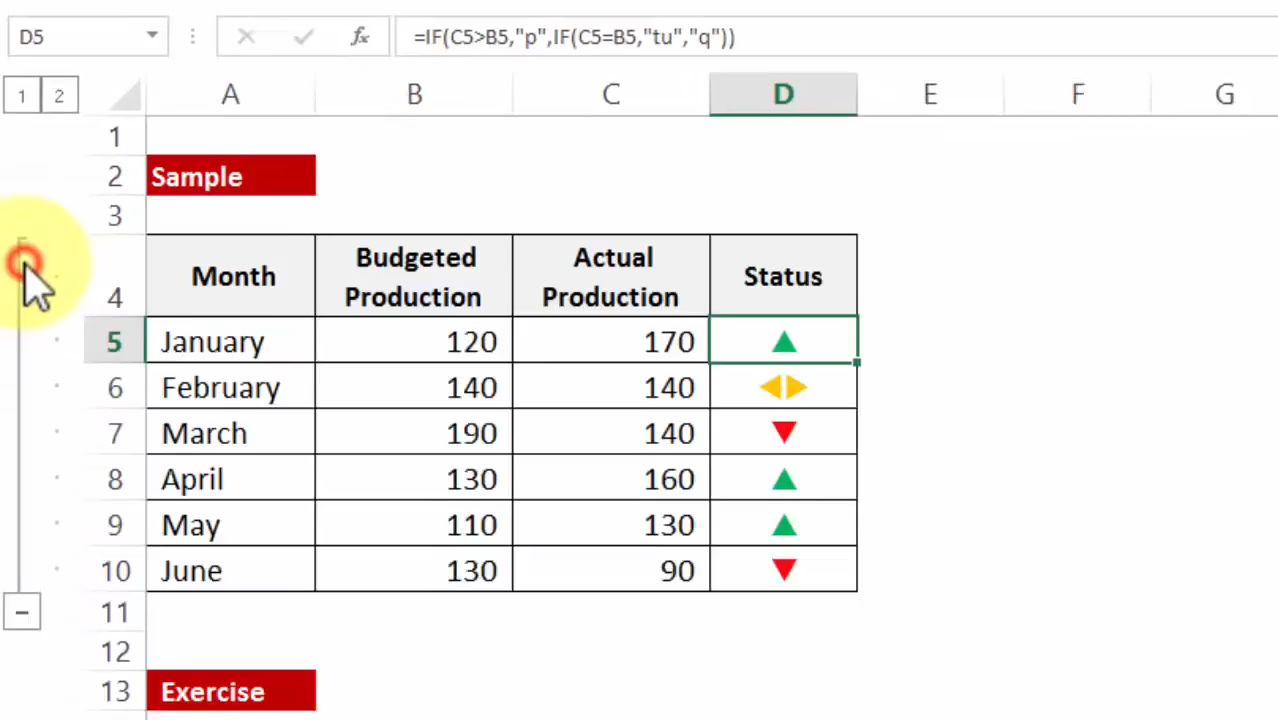 D5 fx =IF(C5>B5,"p",IF(C5=B5,"tu","q"))
1 2 A B C D E F G
1
2 Sample
3
4 Month Budgeted Production Actual Production Status
5 January 120 170 ▲
6 February 140 140 ◀▶
7 March 190 140 ▼
8 April 130 160 ▲
9 May 110 130 ▲
10 June 130 90 ▼
11
12
13 Exercise